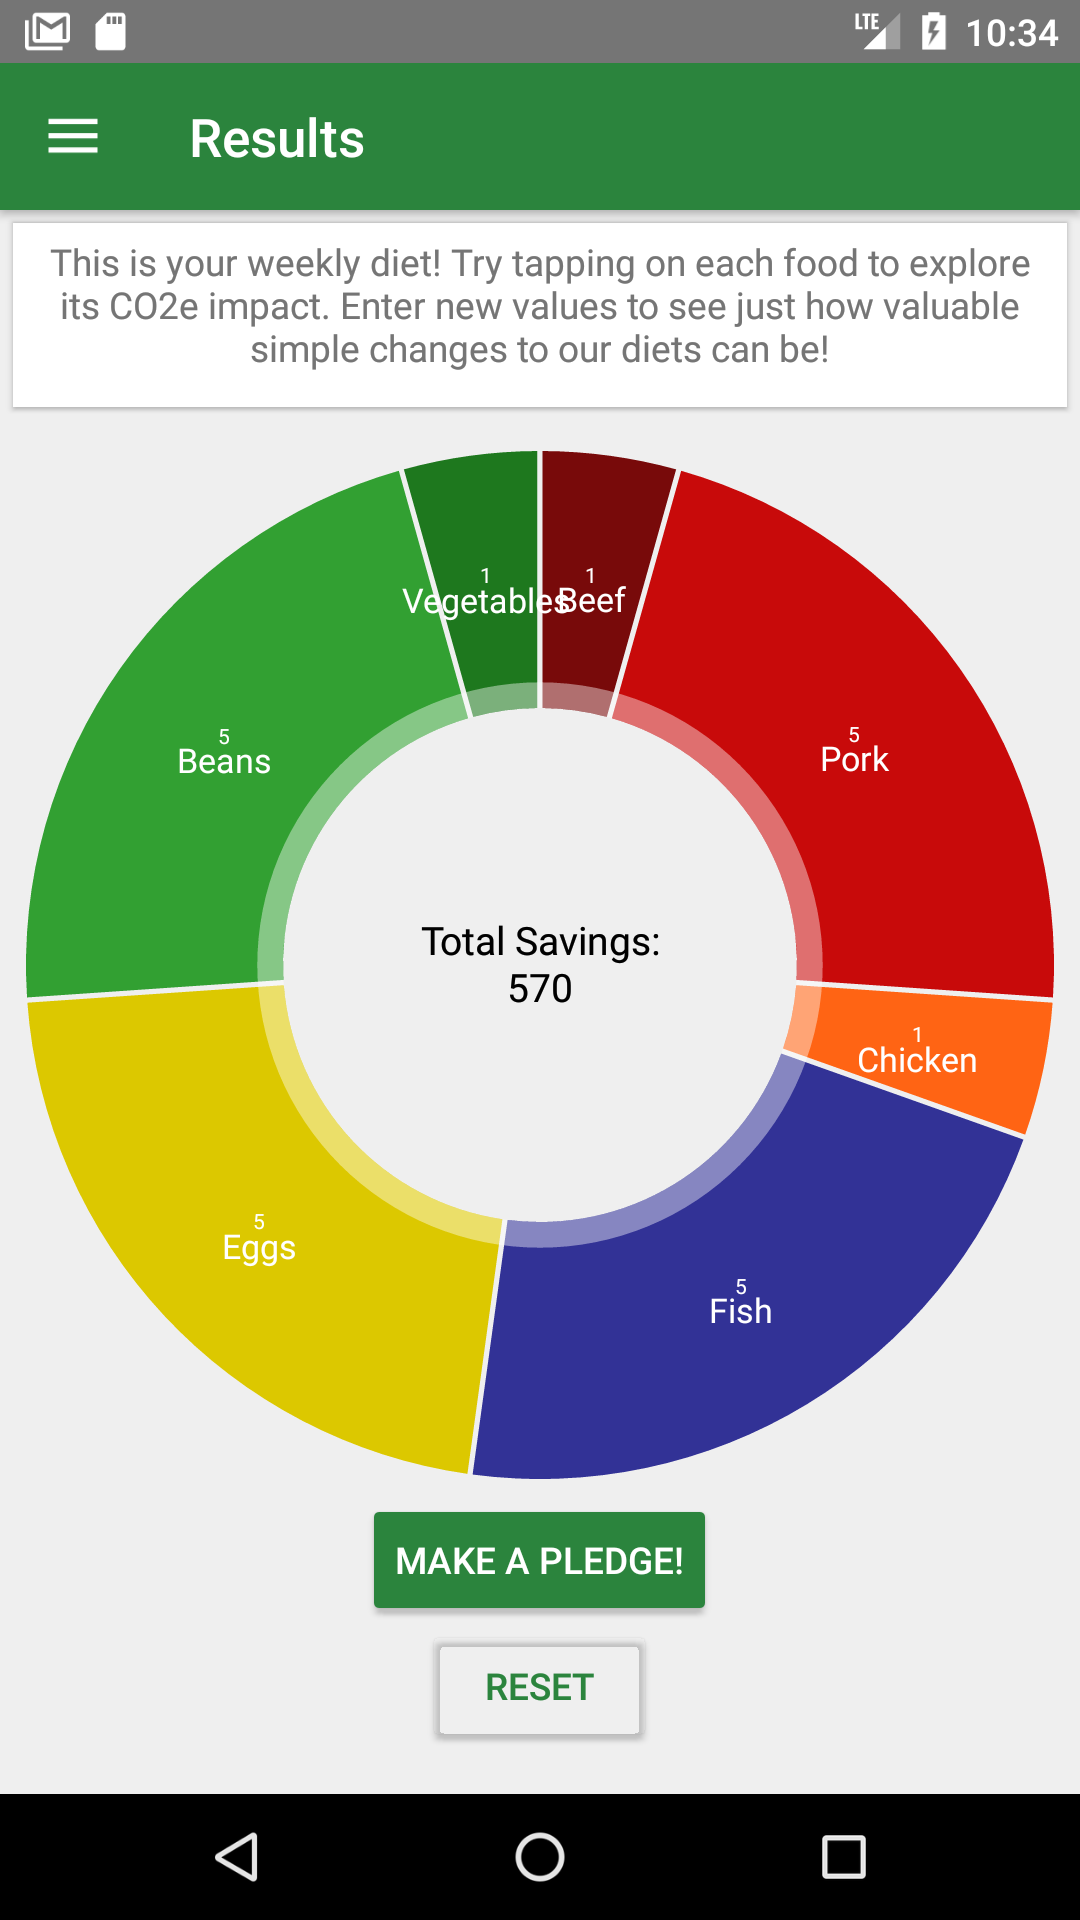 LTE 10:34
Results
This is your weekly diet! Try tapping on each food to explore
its CO2e impact. Enter new values to see just how valuable
simple changes to our diets can be!
1
Vegetables
1
Beef
5
Beans
5
Pork
Total Savings:
570
1
Chicken
5
Eggs
5
Fish
MAKE A PLEDGE!
RESET